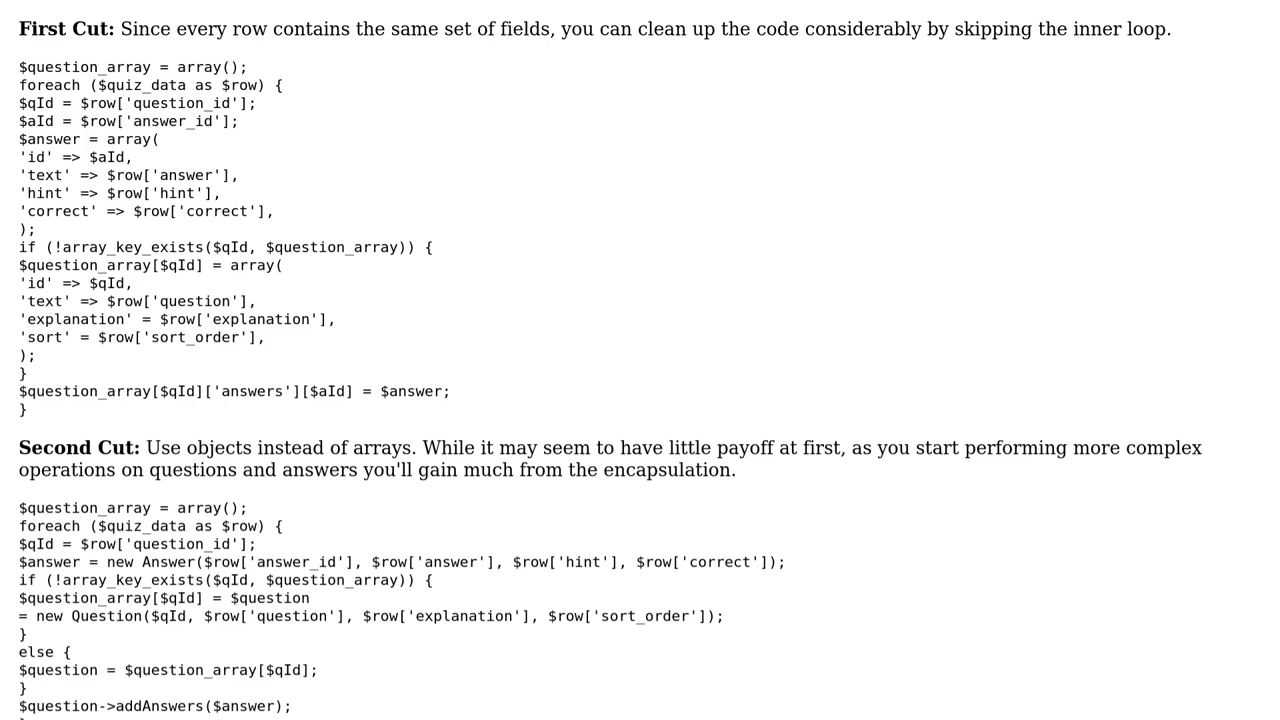 First Cut: Since every row contains the same set of fields, you can clean up the code considerably by skipping the inner loop.
$question_array = array();
foreach ($quiz_data as $row) {
$qId = $row['question_id'];
$aId = $row['answer_id'];
$answer = array(
'id' => $aId,
'text' => $row['answer'],
'hint' => $row['hint'],
'correct' => $row['correct'],
);
if (!array_key_exists($qId, $question_array)) {
$question_array[$qId] = array(
'id' => $qId,
'text' => $row['question'],
'explanation' = $row['explanation'],
'sort' = $row['sort_order'],
);
}
$question_array[$qId]['answers'][$aId] = $answer;
}
Second Cut: Use objects instead of arrays. While it may seem to have little payoff at first, as you start performing more complex
operations on questions and answers you'll gain much from the encapsulation.
$question_array = array();
foreach ($quiz_data as $row) {
$qId = $row['question_id'];
$answer = new Answer($row['answer_id'], $row['answer'], $row['hint'], $row['correct']);
if (!array_key_exists($qId, $question_array)) {
$question_array[$qId] = $question
= new Question($qId, $row['question'], $row['explanation'], $row['sort_order']);
}
else {
$question = $question_array[$qId];
}
$question->addAnswers($answer);